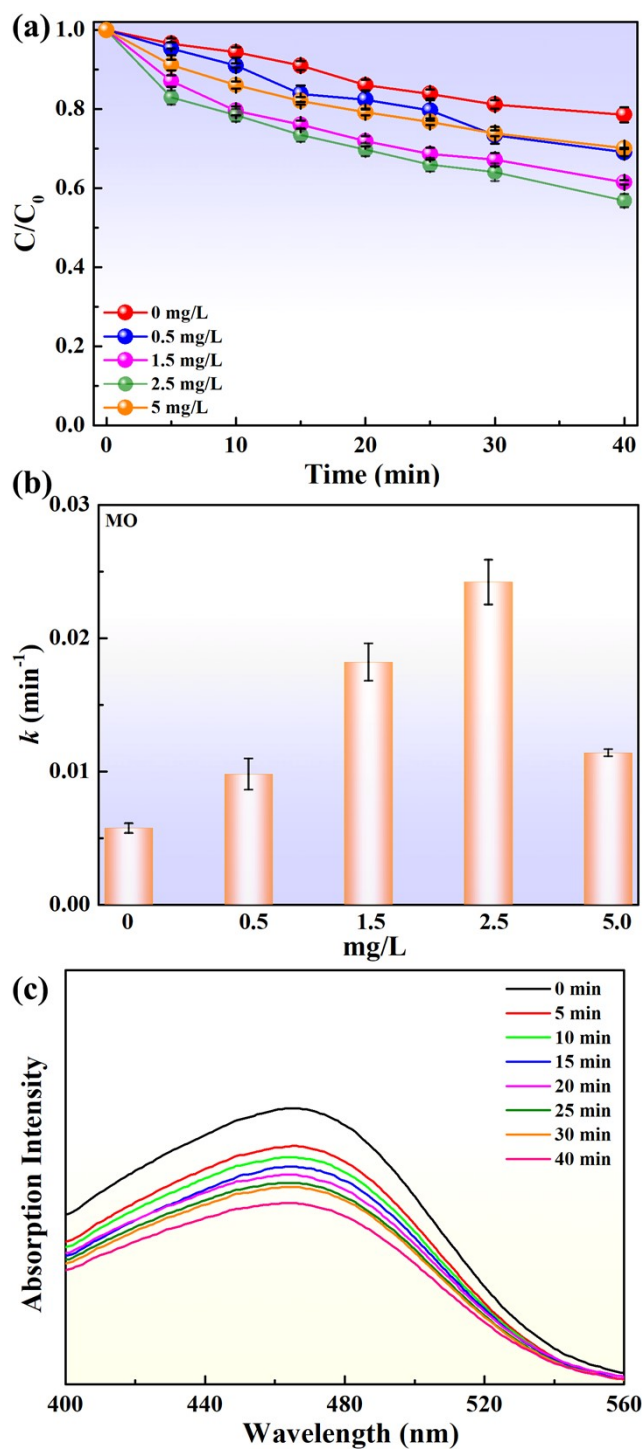 (a)
1.0
0.8
0.6
0.4
0.2
0.0
C/C₀
0 mg/L
0.5 mg/L
1.5 mg/L
2.5 mg/L
5 mg/L
0 10 20 30 40
Time (min)
(b)
MO
0.03
0.02
0.01
0.00
k (min⁻¹)
0 0.5 1.5 2.5 5.0
mg/L
(c)
Absorption Intensity
0 min
5 min
10 min
15 min
20 min
25 min
30 min
40 min
400 440 480 520 560
Wavelength (nm)